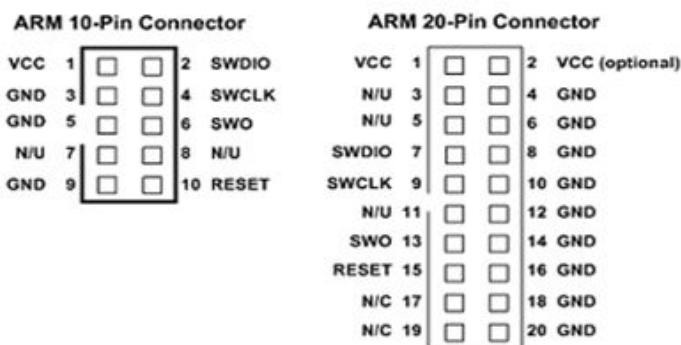 ARM 10-Pin Connector
VCC 1 2 SWDIO
GND 3 4 SWCLK
GND 5 6 SWO
N/U 7 8 N/U
GND 9 10 RESET
ARM 20-Pin Connector
VCC 1 2 VCC (optional)
N/U 3 4 GND
N/U 5 6 GND
SWDIO 7 8 GND
SWCLK 9 10 GND
N/U 11 12 GND
SWO 13 14 GND
RESET 15 16 GND
N/C 17 18 GND
N/C 19 20 GND